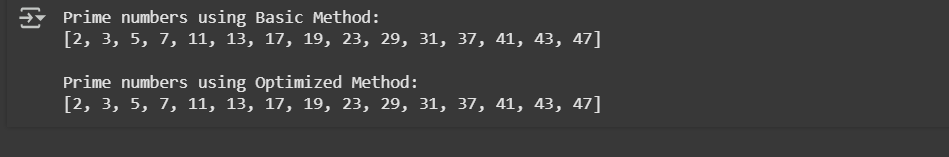 Prime numbers using Basic Method:
[2, 3, 5, 7, 11, 13, 17, 19, 23, 29, 31, 37, 41, 43, 47]
Prime numbers using Optimized Method:
[2, 3, 5, 7, 11, 13, 17, 19, 23, 29, 31, 37, 41, 43, 47]